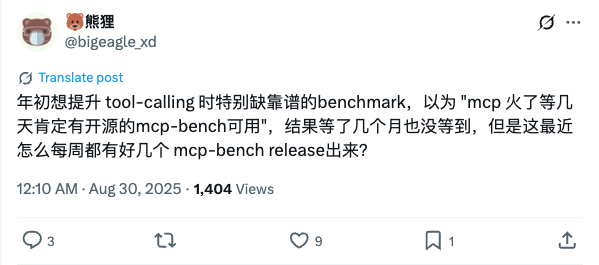 🐻熊狸
@bigeagle_xd
Translate post
年初想提升 tool-calling 时特别缺靠谱的benchmark，以为 "mcp 火了等几
天肯定有开源的mcp-bench可用"，结果等了几个月也没等到，但是这最近
怎么每周都有好几个 mcp-bench release出来？
12:10 AM · Aug 30, 2025 · 1,404 Views
3 9 1